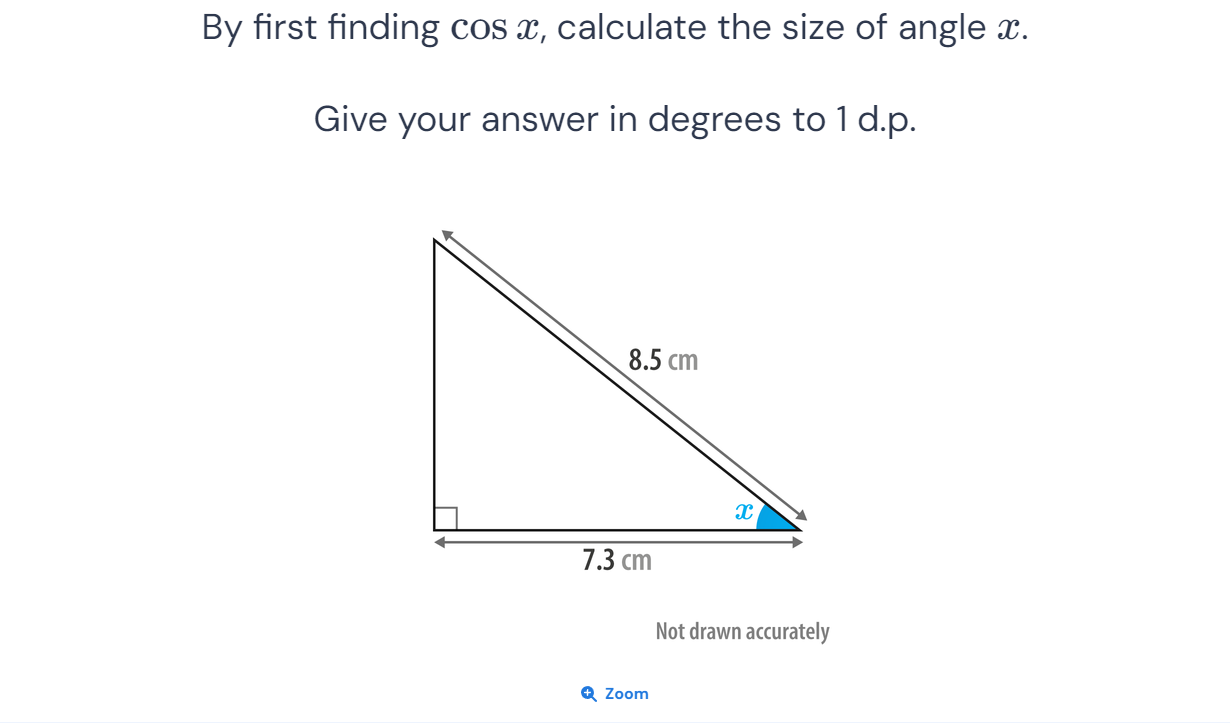 By first finding cos x, calculate the size of angle x.
Give your answer in degrees to 1 d.p.
8.5 cm
x
7.3 cm
Not drawn accurately
Zoom